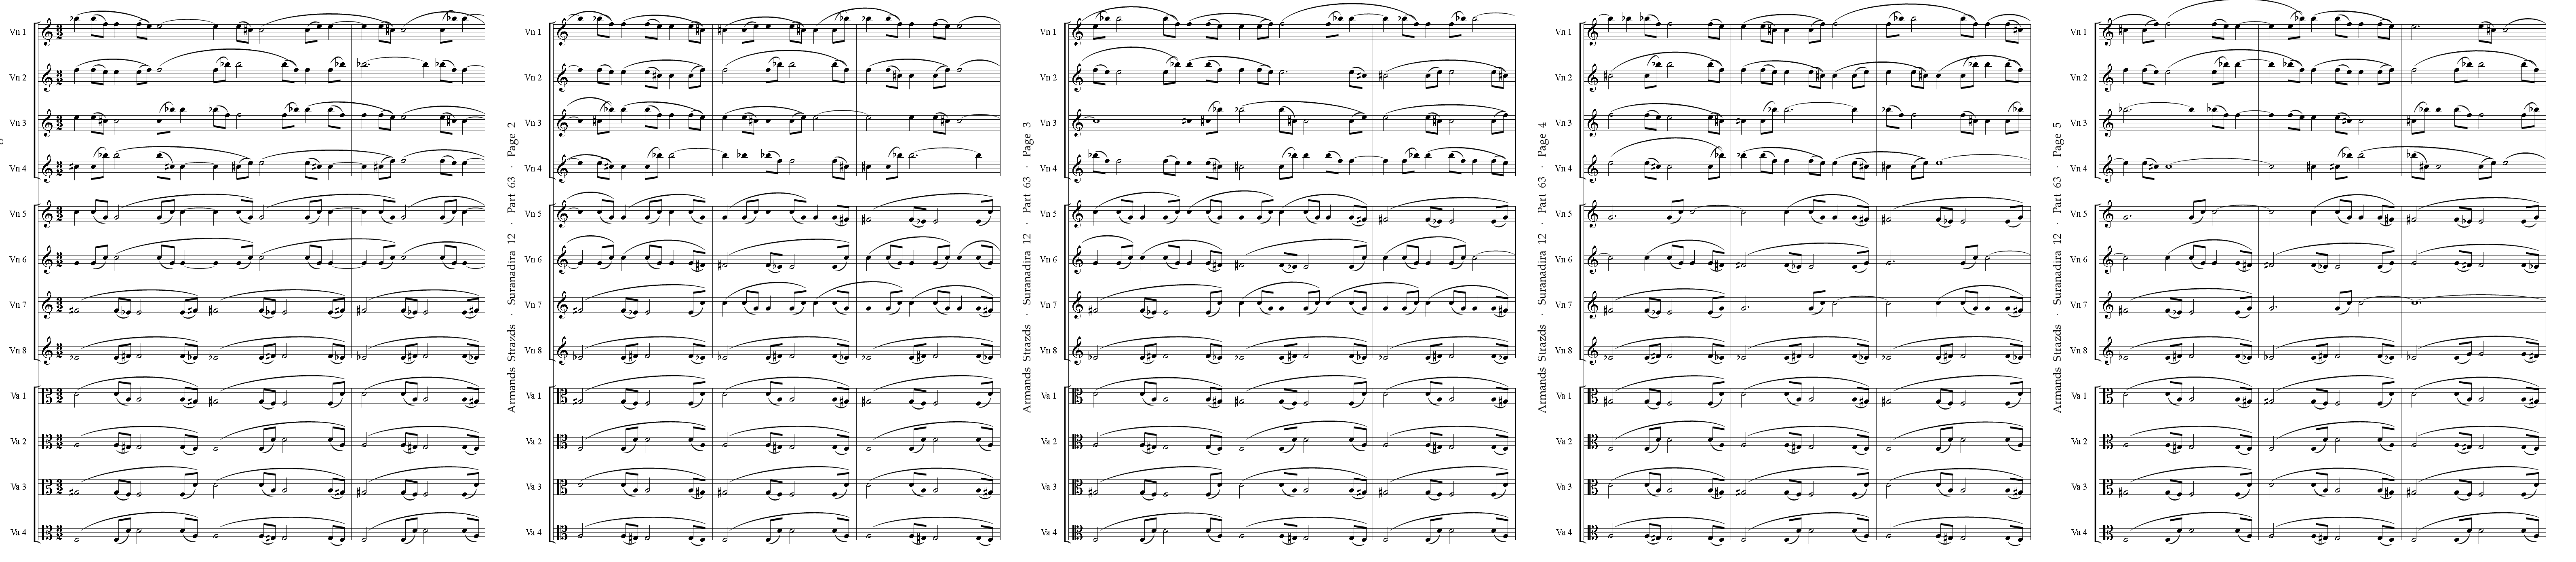 Vn 1
Vn 2
Vn 3
Vn 4
Vn 5
Vn 6
Vn 7
Vn 8
Va 1
Va 2
Va 3
Va 4
Armands Strazds · Suranadira 12 · Part 63 · Page 2
Vn 1
Vn 2
Vn 3
Vn 4
Vn 5
Vn 6
Vn 7
Vn 8
Va 1
Va 2
Va 3
Va 4
Armands Strazds · Suranadira 12 · Part 63 · Page 3
Vn 1
Vn 2
Vn 3
Vn 4
Vn 5
Vn 6
Vn 7
Vn 8
Va 1
Va 2
Va 3
Va 4
Armands Strazds · Suranadira 12 · Part 63 · Page 4
Vn 1
Vn 2
Vn 3
Vn 4
Vn 5
Vn 6
Vn 7
Vn 8
Va 1
Va 2
Va 3
Va 4
Armands Strazds · Suranadira 12 · Part 63 · Page 5
Vn 1
Vn 2
Vn 3
Vn 4
Vn 5
Vn 6
Vn 7
Vn 8
Va 1
Va 2
Va 3
Va 4